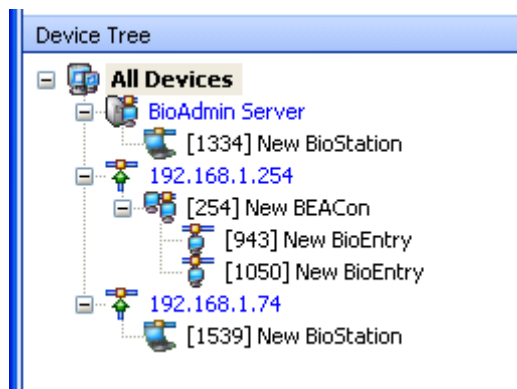 Device Tree
All Devices
BioAdmin Server
[1334] New BioStation
192.168.1.254
[254] New BEACon
[943] New BioEntry
[1050] New BioEntry
192.168.1.74
[1539] New BioStation